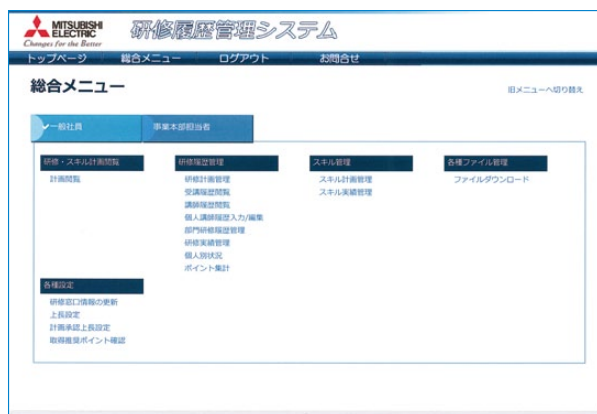 MITSUBISHI
ELECTRIC
Changes for the Better
研修履歴管理システム
トップページ 総合メニュー ログアウト お問合せ
総合メニュー
旧メニューへ切り替え
一般社員 事業本部担当者
研修・スキル計画閲覧 研修履歴管理 スキル管理 各種ファイル管理
計画閲覧 研修計画管理 スキル計画管理 ファイルダウンロード
受講履歴閲覧 スキル実績管理
講師履歴閲覧
個人講師履歴入力/編集
部門研修履歴管理
研修実績管理
個人別状況
ポイント集計
各種設定
研修窓口情報の更新
上長設定
計画承認上長設定
取得推奨ポイント確認